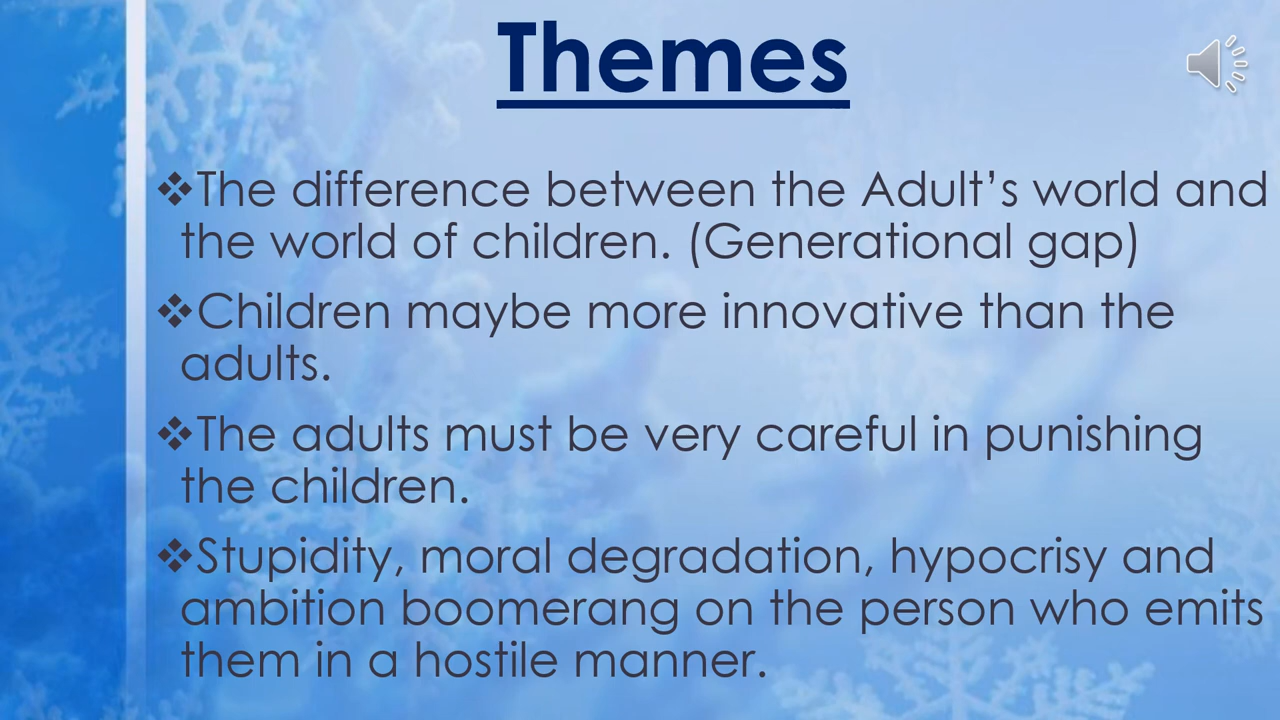 Themes
❖The difference between the Adult’s world and
the world of children. (Generational gap)
❖Children maybe more innovative than the
adults.
❖The adults must be very careful in punishing
the children.
❖Stupidity, moral degradation, hypocrisy and
ambition boomerang on the person who emits
them in a hostile manner.